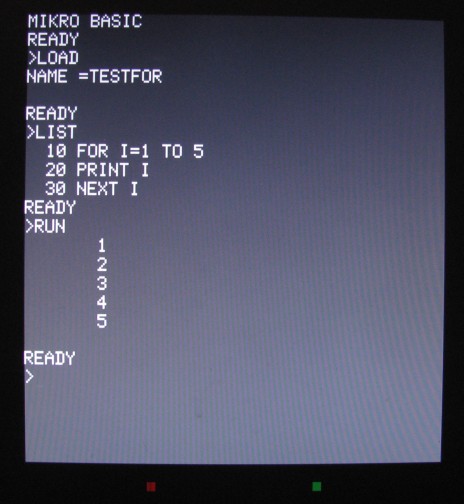 MIKRO BASIC
READY
>LOAD
NAME =TESTFOR
READY
>LIST
10 FOR I=1 TO 5
20 PRINT I
30 NEXT I
READY
>RUN
1
2
3
4
5
READY
>